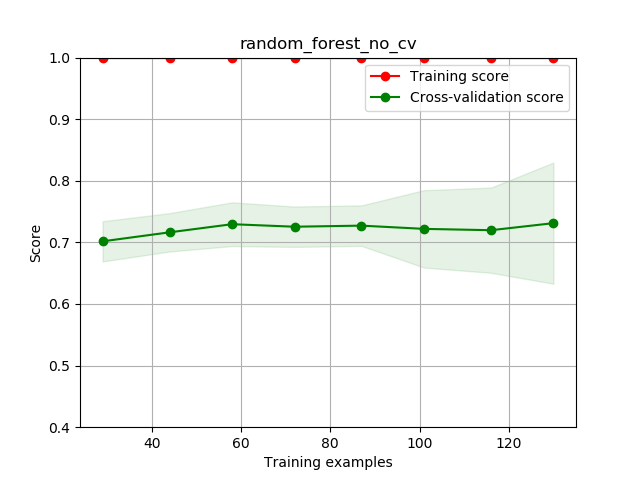 random_forest_no_cv
1.0
0.9
0.8
0.7
0.6
0.5
0.4
Score
Training score
Cross-validation score
40 60 80 100 120
Training examples